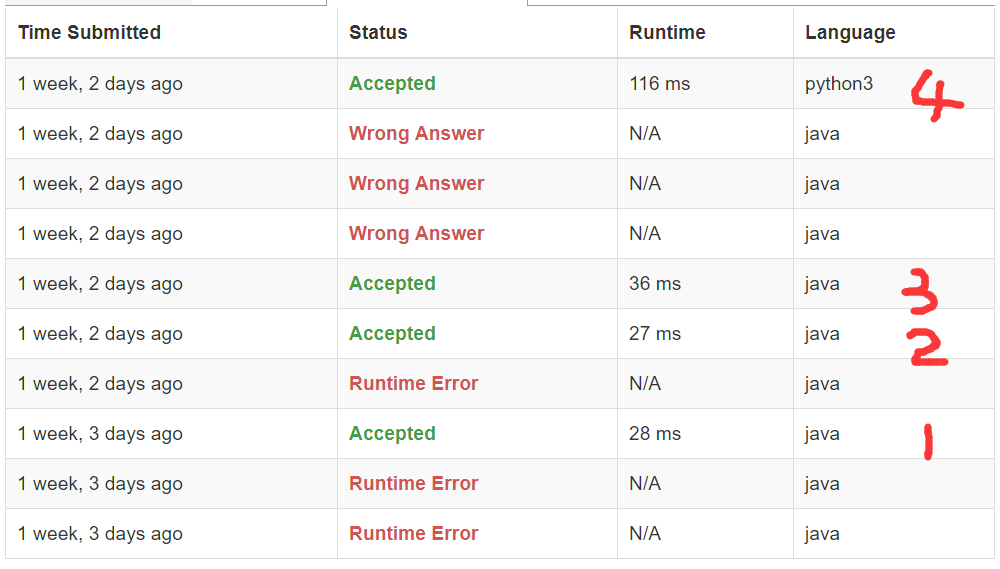 Time Submitted Status Runtime Language
1 week, 2 days ago Accepted 116 ms python3 4
1 week, 2 days ago Wrong Answer N/A java
1 week, 2 days ago Wrong Answer N/A java
1 week, 2 days ago Wrong Answer N/A java
1 week, 2 days ago Accepted 36 ms java 3
1 week, 2 days ago Accepted 27 ms java 2
1 week, 2 days ago Runtime Error N/A java
1 week, 3 days ago Accepted 28 ms java 1
1 week, 3 days ago Runtime Error N/A java
1 week, 3 days ago Runtime Error N/A java